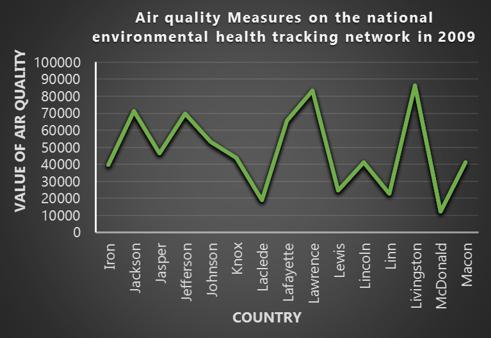 Air quality Measures on the national
environmental health tracking network in 2009
VALUE OF AIR QUALITY
100000
90000
80000
70000
60000
50000
40000
30000
20000
10000
0
Iron
Jackson
Jasper
Jefferson
Johnson
Knox
Laclede
Lafayette
Lawrence
Lewis
Lincoln
Linn
Livingston
McDonald
Macon
COUNTRY